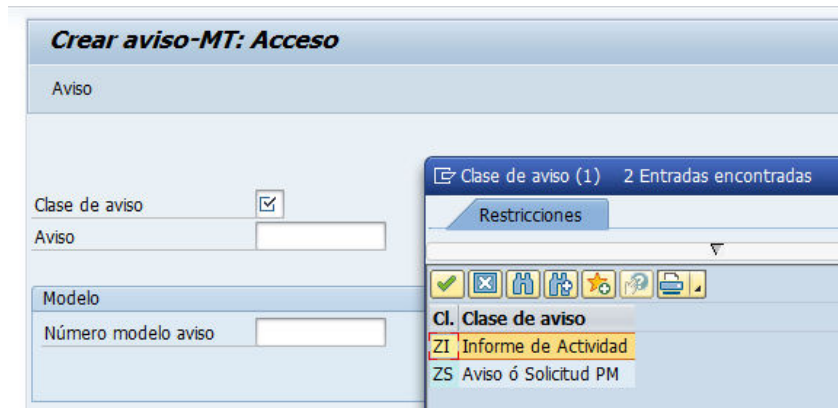 Crear aviso-MT: Acceso
Aviso
Clase de aviso
Aviso
Modelo
Número modelo aviso
Clase de aviso (1) 2 Entradas encontradas
Restricciones
Cl. Clase de aviso
ZI Informe de Actividad
ZS Aviso ó Solicitud PM